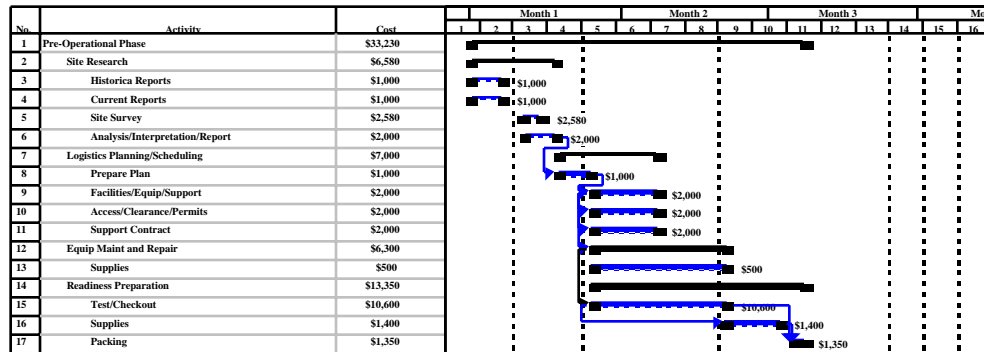 Month 1 Month 2 Month 3 Mo
No. Activity Cost 1 2 3 4 5 6 7 8 9 10 11 12 13 14 15 16
1 Pre-Operational Phase $33,230
2 Site Research $6,580
3 Historica Reports $1,000 $1,000
4 Current Reports $1,000 $1,000
5 Site Survey $2,580 $2,580
6 Analysis/Interpretation/Report $2,000 $2,000
7 Logistics Planning/Scheduling $7,000
8 Prepare Plan $1,000 $1,000
9 Facilities/Equip/Support $2,000 $2,000
10 Access/Clearance/Permits $2,000 $2,000
11 Support Contract $2,000 $2,000
12 Equip Maint and Repair $6,300
13 Supplies $500 $500
14 Readiness Preparation $13,350
15 Test/Checkout $10,600 $10,600
16 Supplies $1,400 $1,400
17 Packing $1,350 $1,350